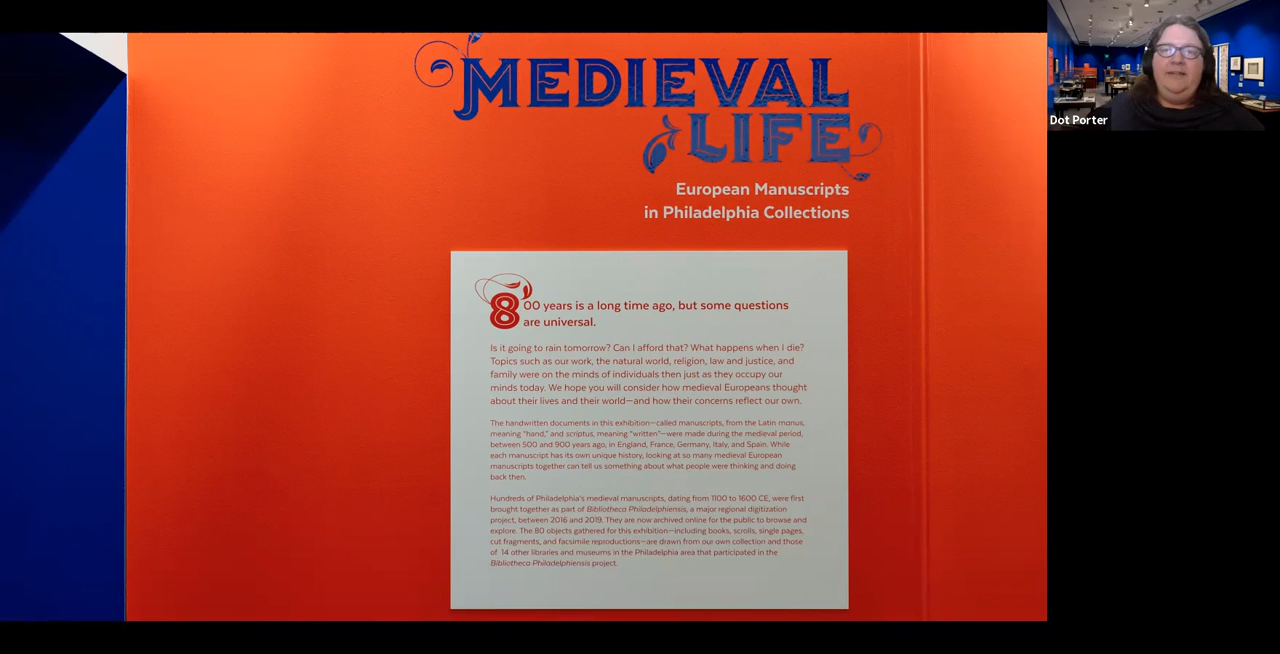 MEDIEVAL
LIFE
European Manuscripts
in Philadelphia Collections
800 years is a long time ago, but some questions
are universal.
Is it going to rain tomorrow? Can I afford that? What happens when I die?
Topics such as our work, the natural world, religion, law and justice, and
family were on the minds of individuals then just as they occupy our
minds today. We hope you will consider how medieval Europeans thought
about their lives and their world—and how their concerns reflect our own.
The handwritten documents in this exhibition—called manuscripts, from the Latin manus,
meaning "hand," and scriptus, meaning "written"—were made during the medieval period,
between 500 and 900 years ago, in England, France, Germany, Italy, and Spain. While
each manuscript has its own unique history, looking at so many medieval European
manuscripts together can tell us something about what people were thinking and doing
back then.
Hundreds of Philadelphia's medieval manuscripts, dating from 1100 to 1600 CE, were first
brought together as part of Bibliotheca Philadelphiensis, a major regional digitization
project, between 2016 and 2019. They are now archived online for the public to browse and
explore. The 80 objects gathered for this exhibition—including books, scrolls, single pages,
cut fragments, and facsimile reproductions—are drawn from our own collection and those
of 14 other libraries and museums in the Philadelphia area that participated in the
Bibliotheca Philadelphiensis project.
Dot Porter